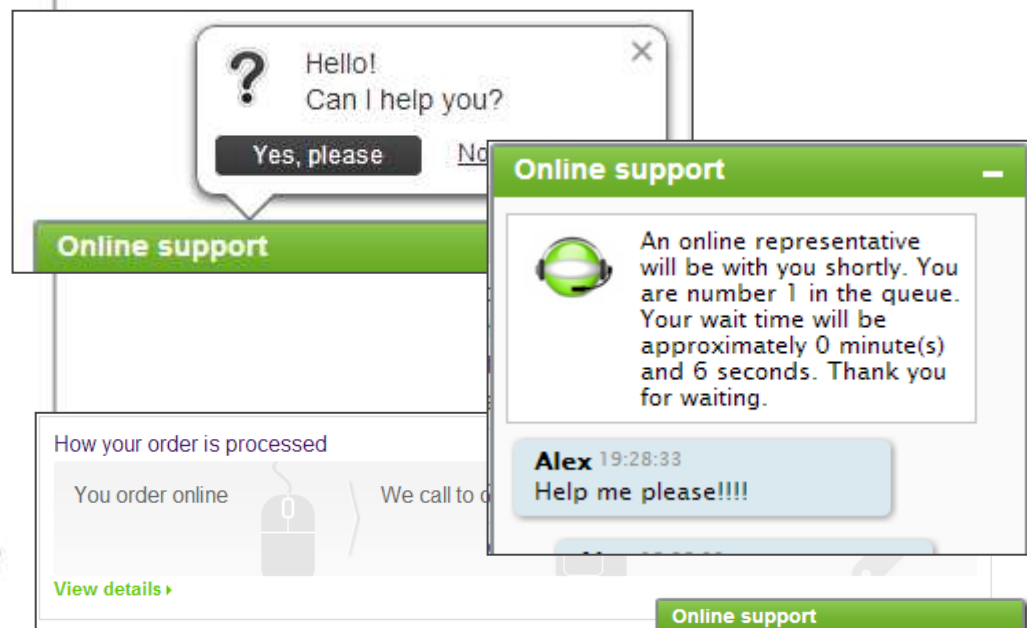 Hello!
Can I help you?
Yes, please
No
Online support
Online support
An online representative
will be with you shortly. You
are number 1 in the queue.
Your wait time will be
approximately 0 minute(s)
and 6 seconds. Thank you
for waiting.
Alex 19:28:33
Help me please!!!!
How your order is processed
You order online
We call to
View details
Online support